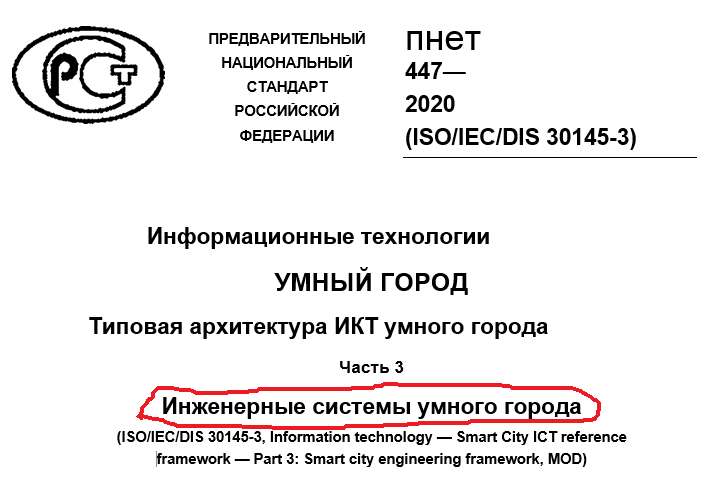 РСТ
ПРЕДВАРИТЕЛЬНЫЙ
НАЦИОНАЛЬНЫЙ
СТАНДАРТ
РОССИЙСКОЙ
ФЕДЕРАЦИИ
пнет
447—
2020
(ISO/IEC/DIS 30145-3)
Информационные технологии
УМНЫЙ ГОРОД
Типовая архитектура ИКТ умного города
Часть 3
Инженерные системы умного города
(ISO/IEC/DIS 30145-3, Information technology — Smart City ICT reference
framework — Part 3: Smart city engineering framework, MOD)